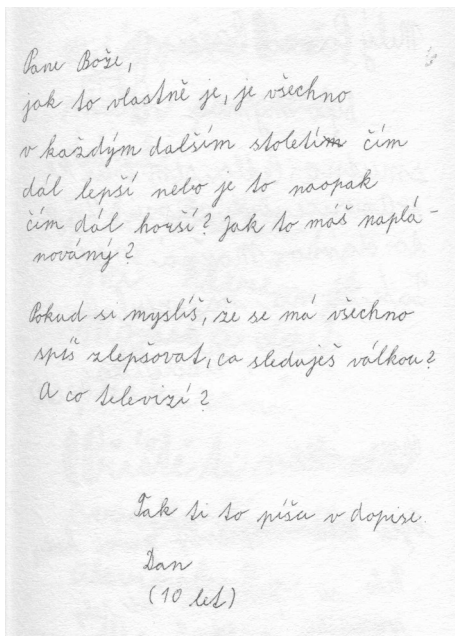 Pane Bože,
jak to vlastně je, je všechno
v každým dalším století čím
dál lepší nebo je to naopak
čím dál horší? Jak to máš naplá-
nováný?
Pokud si myslíš, že se má všechno
spíš zlepšovat, co sleduješ válkou?
A co televizí?
Tak ti to píšu v dopise.
Dan
(10 let)